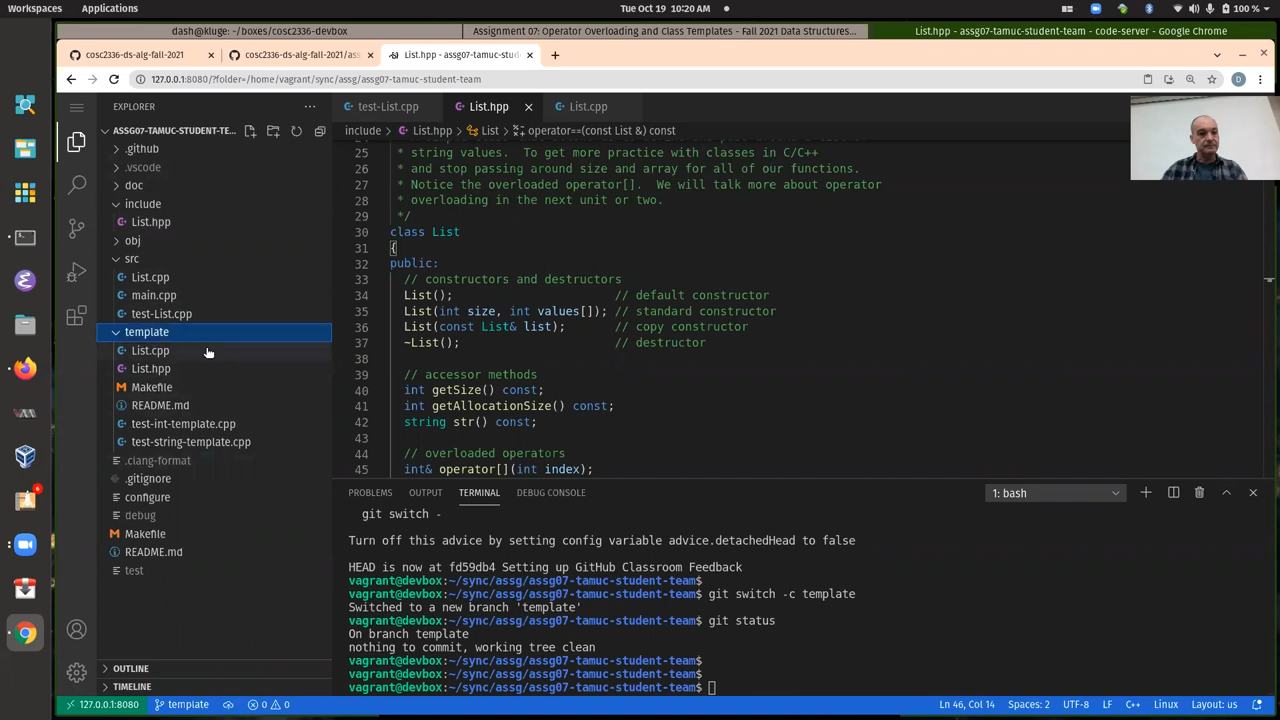 Workspaces
Applications
Tue Oct 19 10:20 AM
100 %
dash@kluge: ~/boxes/cosc2336-devbox
Assignment 07: Operator Overloading and Class Templates - Fall 2021 Data Structures...
List.hpp - assg07-tamuc-student-team - code-server - Google Chrome
cosc2336-ds-alg-fall-2021
cosc2336-ds-alg-fall-2021/ass
List.hpp - assg07-tamuc-stud
127.0.0.1:8080/?folder=/home/vagrant/sync/assg/assg07-tamuc-student-team
D
EXPLORER
test-List.cpp
List.hpp
List.cpp
ASSG07-TAMUC-STUDENT-TE...
include
List.hpp
List
operator==(const List &) const
.github
.vscode
doc
include
List.hpp
obj
src
List.cpp
main.cpp
test-List.cpp
template
List.cpp
List.hpp
Makefile
README.md
test-int-template.cpp
test-string-template.cpp
.clang-format
.gitignore
configure
debug
Makefile
README.md
test
OUTLINE
TIMELINE
25 * string values. To get more practice with classes in C/C++
26 * and stop passing around size and array for all of our functions.
27 * Notice the overloaded operator[]. We will talk more about operator
28 * overloading in the next unit or two.
29 */
30 class List
31 {
32 public:
33 // constructors and destructors
34 List(); // default constructor
35 List(int size, int values[]); // standard constructor
36 List(const List& list); // copy constructor
37 ~List(); // destructor
38
39 // accessor methods
40 int getSize() const;
41 int getAllocationSize() const;
42 string str() const;
43
44 // overloaded operators
45 int& operator[](int index);
PROBLEMS
OUTPUT
TERMINAL
DEBUG CONSOLE
1: bash
git switch -
Turn off this advice by setting config variable advice.detachedHead to false
HEAD is now at fd59db4 Setting up GitHub Classroom Feedback
vagrant@devbox:~/sync/assg/assg07-tamuc-student-team$
vagrant@devbox:~/sync/assg/assg07-tamuc-student-team$ git switch -c template
Switched to a new branch 'template'
vagrant@devbox:~/sync/assg/assg07-tamuc-student-team$ git status
On branch template
nothing to commit, working tree clean
vagrant@devbox:~/sync/assg/assg07-tamuc-student-team$
vagrant@devbox:~/sync/assg/assg07-tamuc-student-team$
vagrant@devbox:~/sync/assg/assg07-tamuc-student-team$
127.0.0.1:8080
template
0
0
Ln 46, Col 14
Spaces: 2
UTF-8
LF
C++
Linux
Layout: us